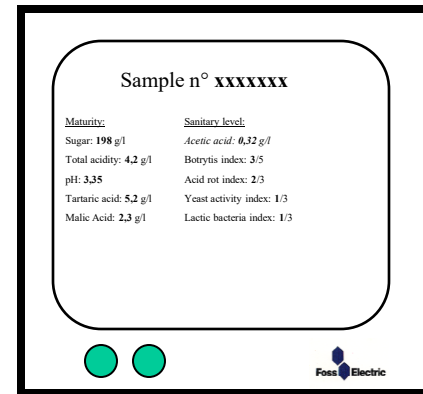 Sample n° xxxxxxx
Maturity:
Sugar: 198 g/l
Total acidity: 4,2 g/l
pH: 3,35
Tartaric acid: 5,2 g/l
Malic Acid: 2,3 g/l
Sanitary level:
Acetic acid: 0,32 g/l
Botrytis index: 3/5
Acid rot index: 2/3
Yeast activity index: 1/3
Lactic bacteria index: 1/3
Foss Electric